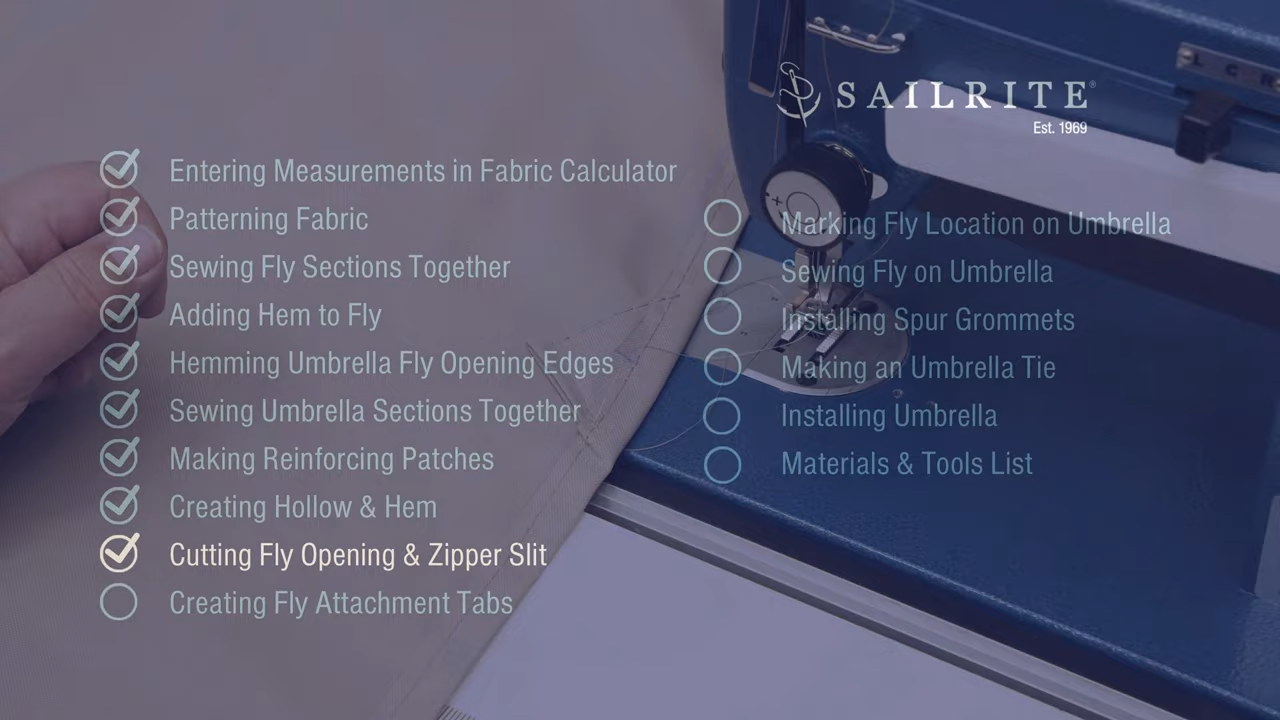 SAILRITE®
Est. 1969
Entering Measurements in Fabric Calculator
Patterning Fabric
Sewing Fly Sections Together
Adding Hem to Fly
Hemming Umbrella Fly Opening Edges
Sewing Umbrella Sections Together
Making Reinforcing Patches
Creating Hollow & Hem
Cutting Fly Opening & Zipper Slit
Creating Fly Attachment Tabs
Marking Fly Location on Umbrella
Sewing Fly on Umbrella
Installing Spur Grommets
Making an Umbrella Tie
Installing Umbrella
Materials & Tools List
L C R